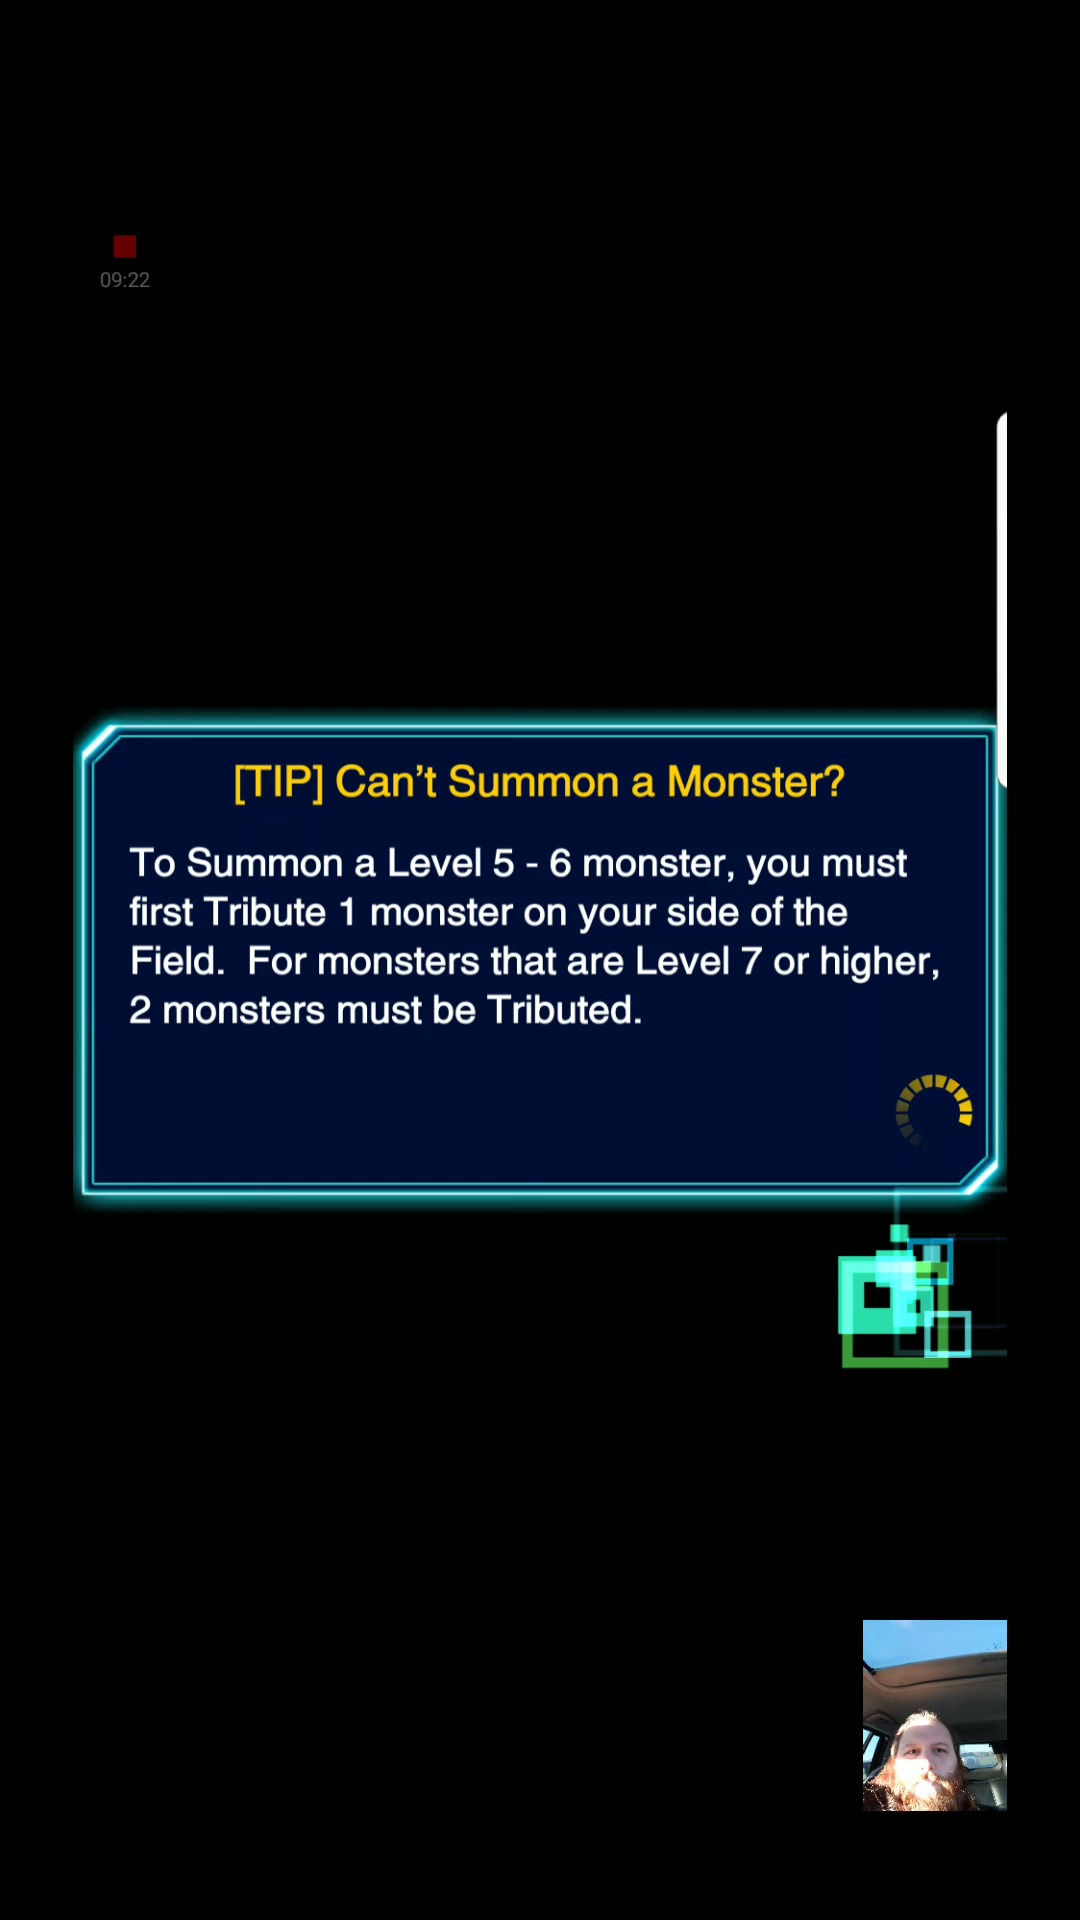 09:22
[TIP] Can’t Summon a Monster?
To Summon a Level 5 - 6 monster, you must
first Tribute 1 monster on your side of the
Field.  For monsters that are Level 7 or higher,
2 monsters must be Tributed.